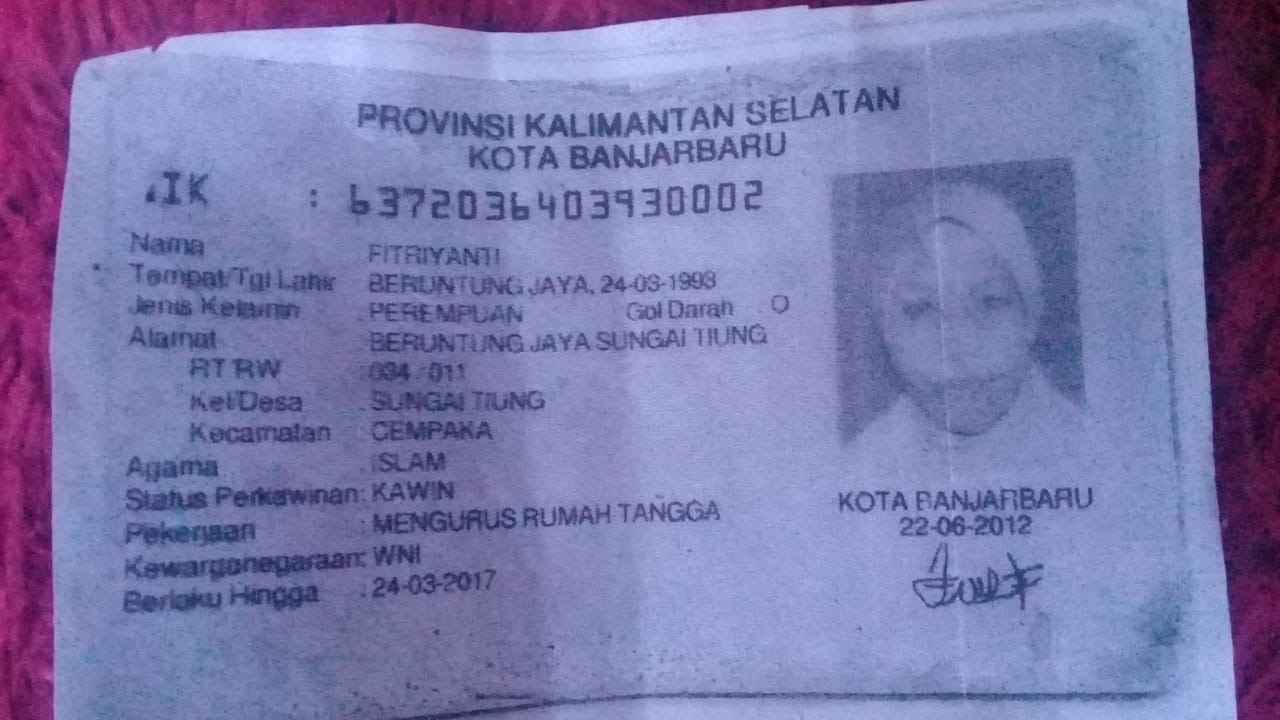 PROVINSI KALIMANTAN SELATAN
KOTA BANJARBARU
IK : 6372036403930002
Nama FITRIYANTI
Tempat/Tgl Lahir BERUNTUNG JAYA, 24-03-1993
Jenis Kelamin : PEREMPUAN Gol Darah : O
Alamat : BERUNTUNG JAYA SUNGAI TIUNG
RT RW : 034 / 011
Kel/Desa : SUNGAI TIUNG
Kecamatan : CEMPAKA
Agama : ISLAM
Status Perkawinan: KAWIN
Pekerjaan : MENGURUS RUMAH TANGGA
Kewarganegaraan: WNI
Berlaku Hingga : 24-03-2017
KOTA BANJARBARU
22-06-2012